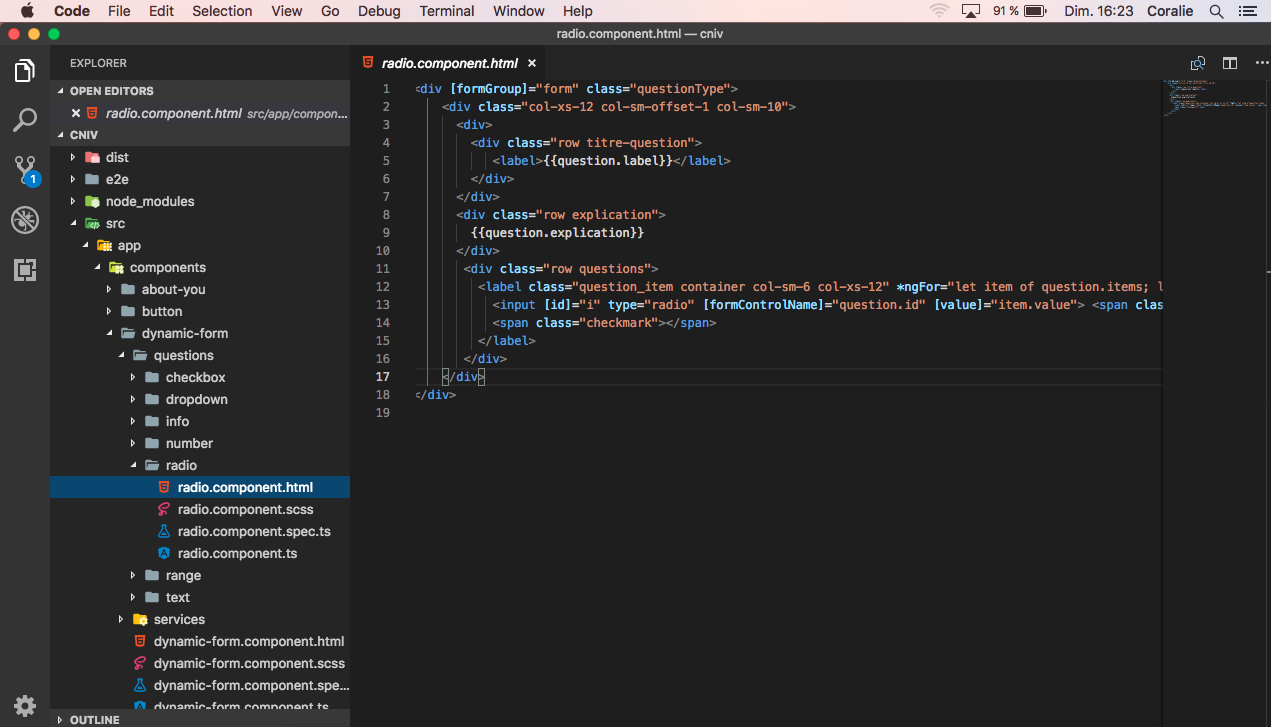 Code File Edit Selection View Go Debug Terminal Window Help 91 % Dim. 16:23 Coralie
radio.component.html — cniv
EXPLORER
OPEN EDITORS
radio.component.html src/app/compon...
CNIV
dist
e2e
node_modules
src
app
components
about-you
button
dynamic-form
questions
checkbox
dropdown
info
number
radio
radio.component.html
radio.component.scss
radio.component.spec.ts
radio.component.ts
range
text
services
dynamic-form.component.html
dynamic-form.component.scss
dynamic-form.component.spe...
dynamic-form.component.ts
OUTLINE
1
radio.component.html ×
1 <div [formGroup]="form" class="questionType">
2 <div class="col-xs-12 col-sm-offset-1 col-sm-10">
3 <div>
4 <div class="row titre-question">
5 <label>{{question.label}}</label>
6 </div>
7 </div>
8 <div class="row explication">
9 {{question.explication}}
10 </div>
11 <div class="row questions">
12 <label class="question_item container col-sm-6 col-xs-12" *ngFor="let item of question.items; l
13 <input [id]="i" type="radio" [formControlName]="question.id" [value]="item.value"> <span clas
14 <span class="checkmark"></span>
15 </label>
16 </div>
17 </div>
18 </div>
19